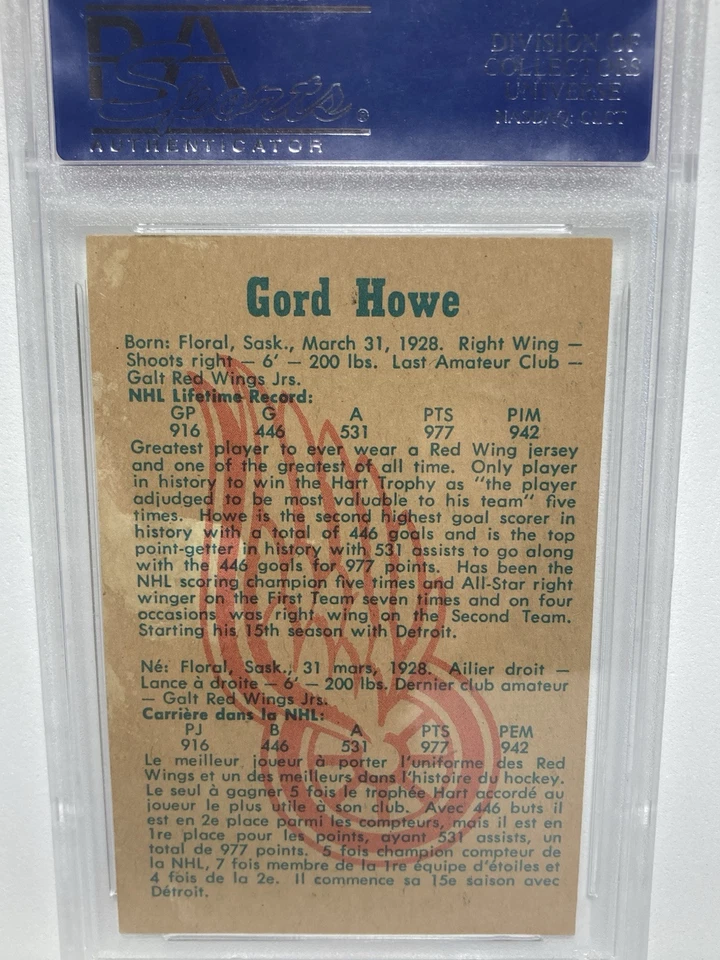 PSA
Sports®
AUTHENTICATOR
A
DIVISION OF
COLLECTORS
UNIVERSE
NASDAQ: CLCT
Gord Howe
Born: Floral, Sask., March 31, 1928. Right Wing —
Shoots right — 6' — 200 lbs. Last Amateur Club —
Galt Red Wings Jrs.
NHL Lifetime Record:
GP G A PTS PIM
916 446 531 977 942
Greatest player to ever wear a Red Wing jersey
and one of the greatest of all time. Only player
in history to win the Hart Trophy as "the player
adjudged to be most valuable to his team" five
times. Howe is the second highest goal scorer in
history with a total of 446 goals and is the top
point-getter in history with 531 assists to go along
with the 446 goals for 977 points. Has been the
NHL scoring champion five times and All-Star right
winger on the First Team seven times and on four
occasions was right wing on the Second Team.
Starting his 15th season with Detroit.
Né: Floral, Sask., 31 mars, 1928. Ailier droit —
Lance à droite — 6' — 200 lbs. Dernier club amateur
— Galt Red Wings Jrs.
Carrière dans la NHL:
PJ B A PTS PEM
916 446 531 977 942
Le meilleur joueur à porter l'uniforme des Red
Wings et un des meilleurs dans l'histoire du hockey.
Le seul à gagner 5 fois le trophée Hart accordé au
joueur le plus utile à son club. Avec 446 buts il
est en 2e place parmi les compteurs, mais il est en
1re place pour les points, ayant 531 assists, un
total de 977 points. 5 fois champion compteur de
la NHL, 7 fois membre de la 1re équipe d'étoiles et
4 fois de la 2e. Il commence sa 15e saison avec
Détroit.